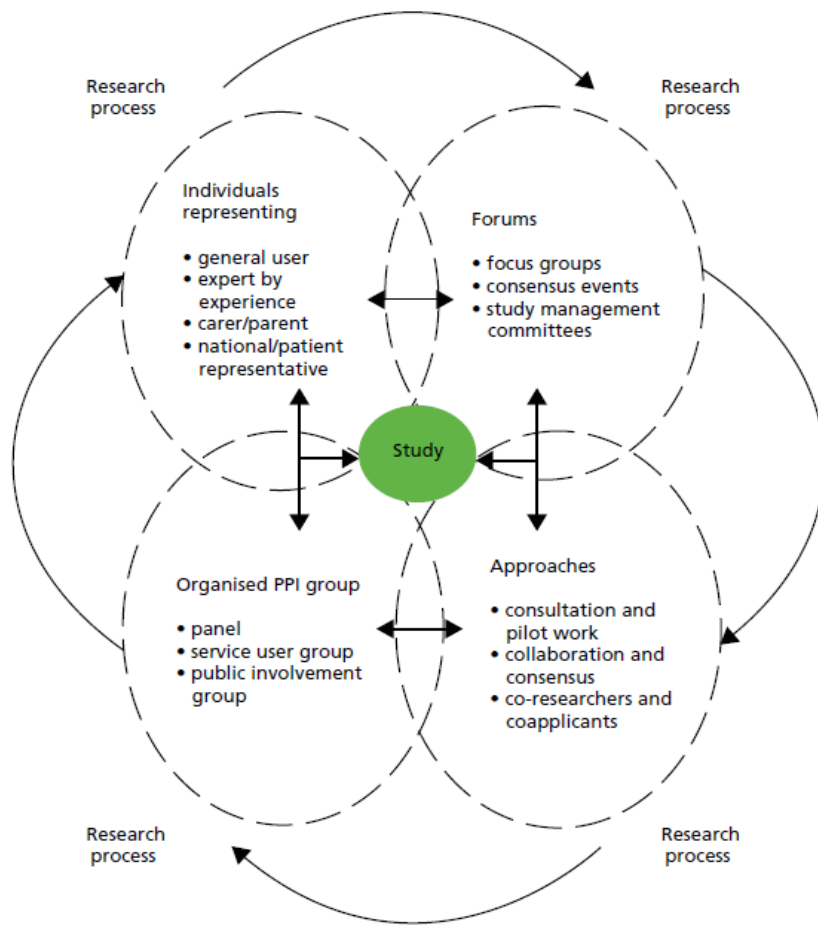 Research
process
Research
process
Individuals
representing
• general user
• expert by
experience
• carer/parent
• national/patient
representative
Forums
• focus groups
• consensus events
• study management
committees
Study
Organised PPI group
• panel
• service user group
• public involvement
group
Approaches
• consultation and
pilot work
• collaboration and
consensus
• co-researchers and
coapplicants
Research
process
Research
process